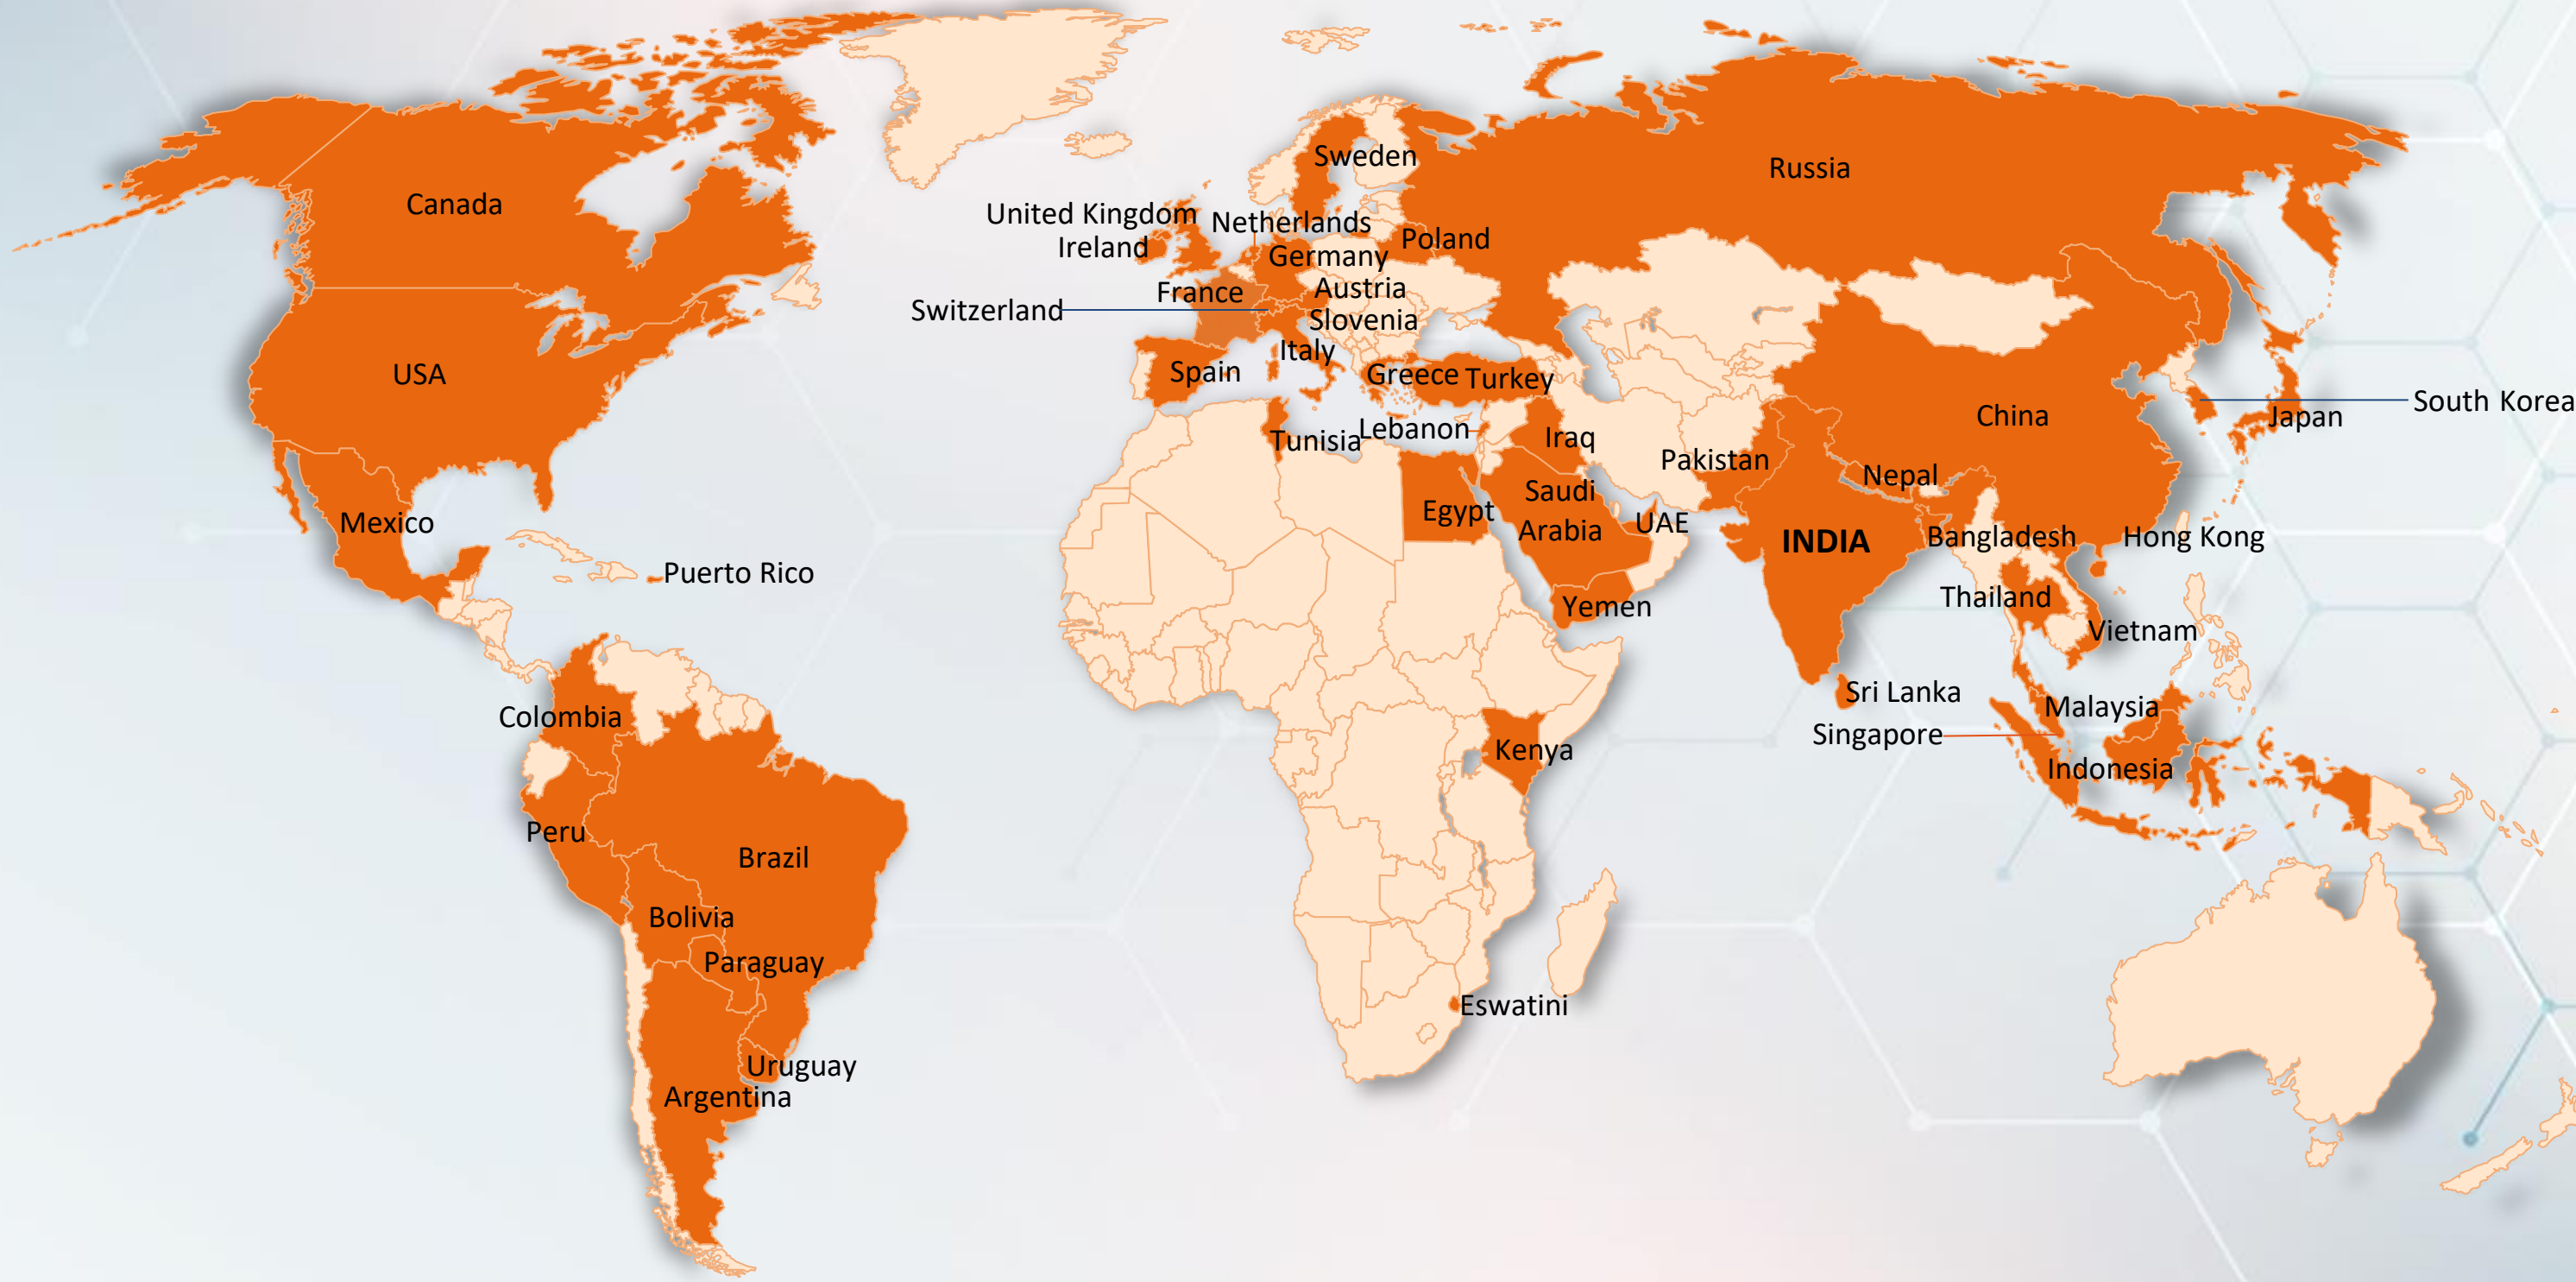 Canada
USA
Mexico
Puerto Rico
Colombia
Peru
Brazil
Bolivia
Paraguay
Uruguay
Argentina
Sweden
United Kingdom
Ireland
Netherlands
Poland
Germany
France
Austria
Switzerland
Slovenia
Italy
Spain
Greece
Turkey
Tunisia
Lebanon
Iraq
Egypt
Saudi
Arabia
UAE
Yemen
Kenya
Eswatini
Russia
China
South Korea
Japan
Pakistan
Nepal
INDIA
Bangladesh
Hong Kong
Thailand
Vietnam
Sri Lanka
Malaysia
Singapore
Indonesia